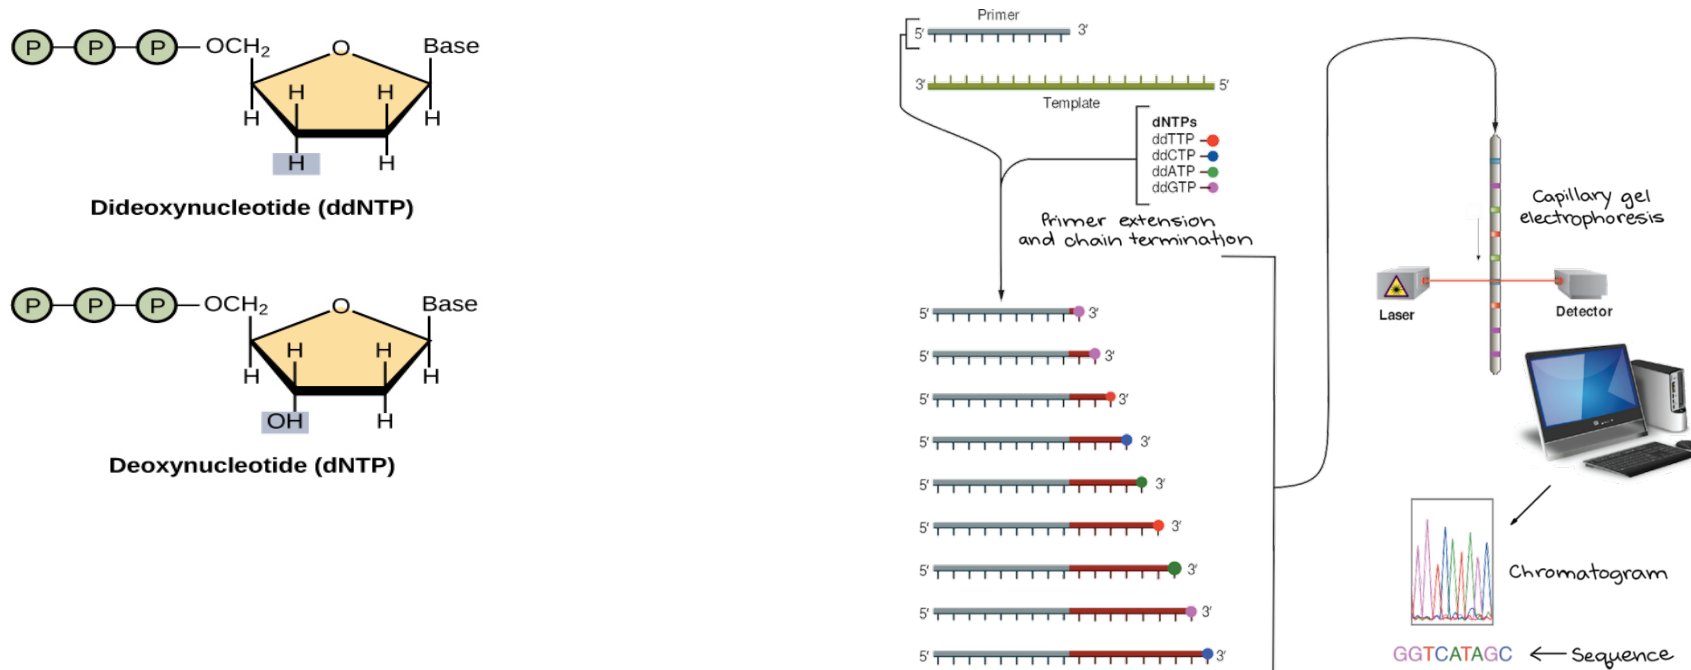 P P P OCH₂ O Base
H H
H H
H H
Dideoxynucleotide (ddNTP)
P P P OCH₂ O Base
H H
H H
OH H
Deoxynucleotide (dNTP)
Primer
5′ 3′
3′ 5′
Template
dNTPs
ddTTP
ddCTP
ddATP
ddGTP
Primer extension
and chain termination
5′ 3′
5′ 3′
5′ 3′
5′ 3′
5′ 3′
5′ 3′
5′ 3′
5′ 3′
5′ 3′
Capillary gel
electrophoresis
Laser
Detector
Chromatogram
GGTCATAGC
Sequence